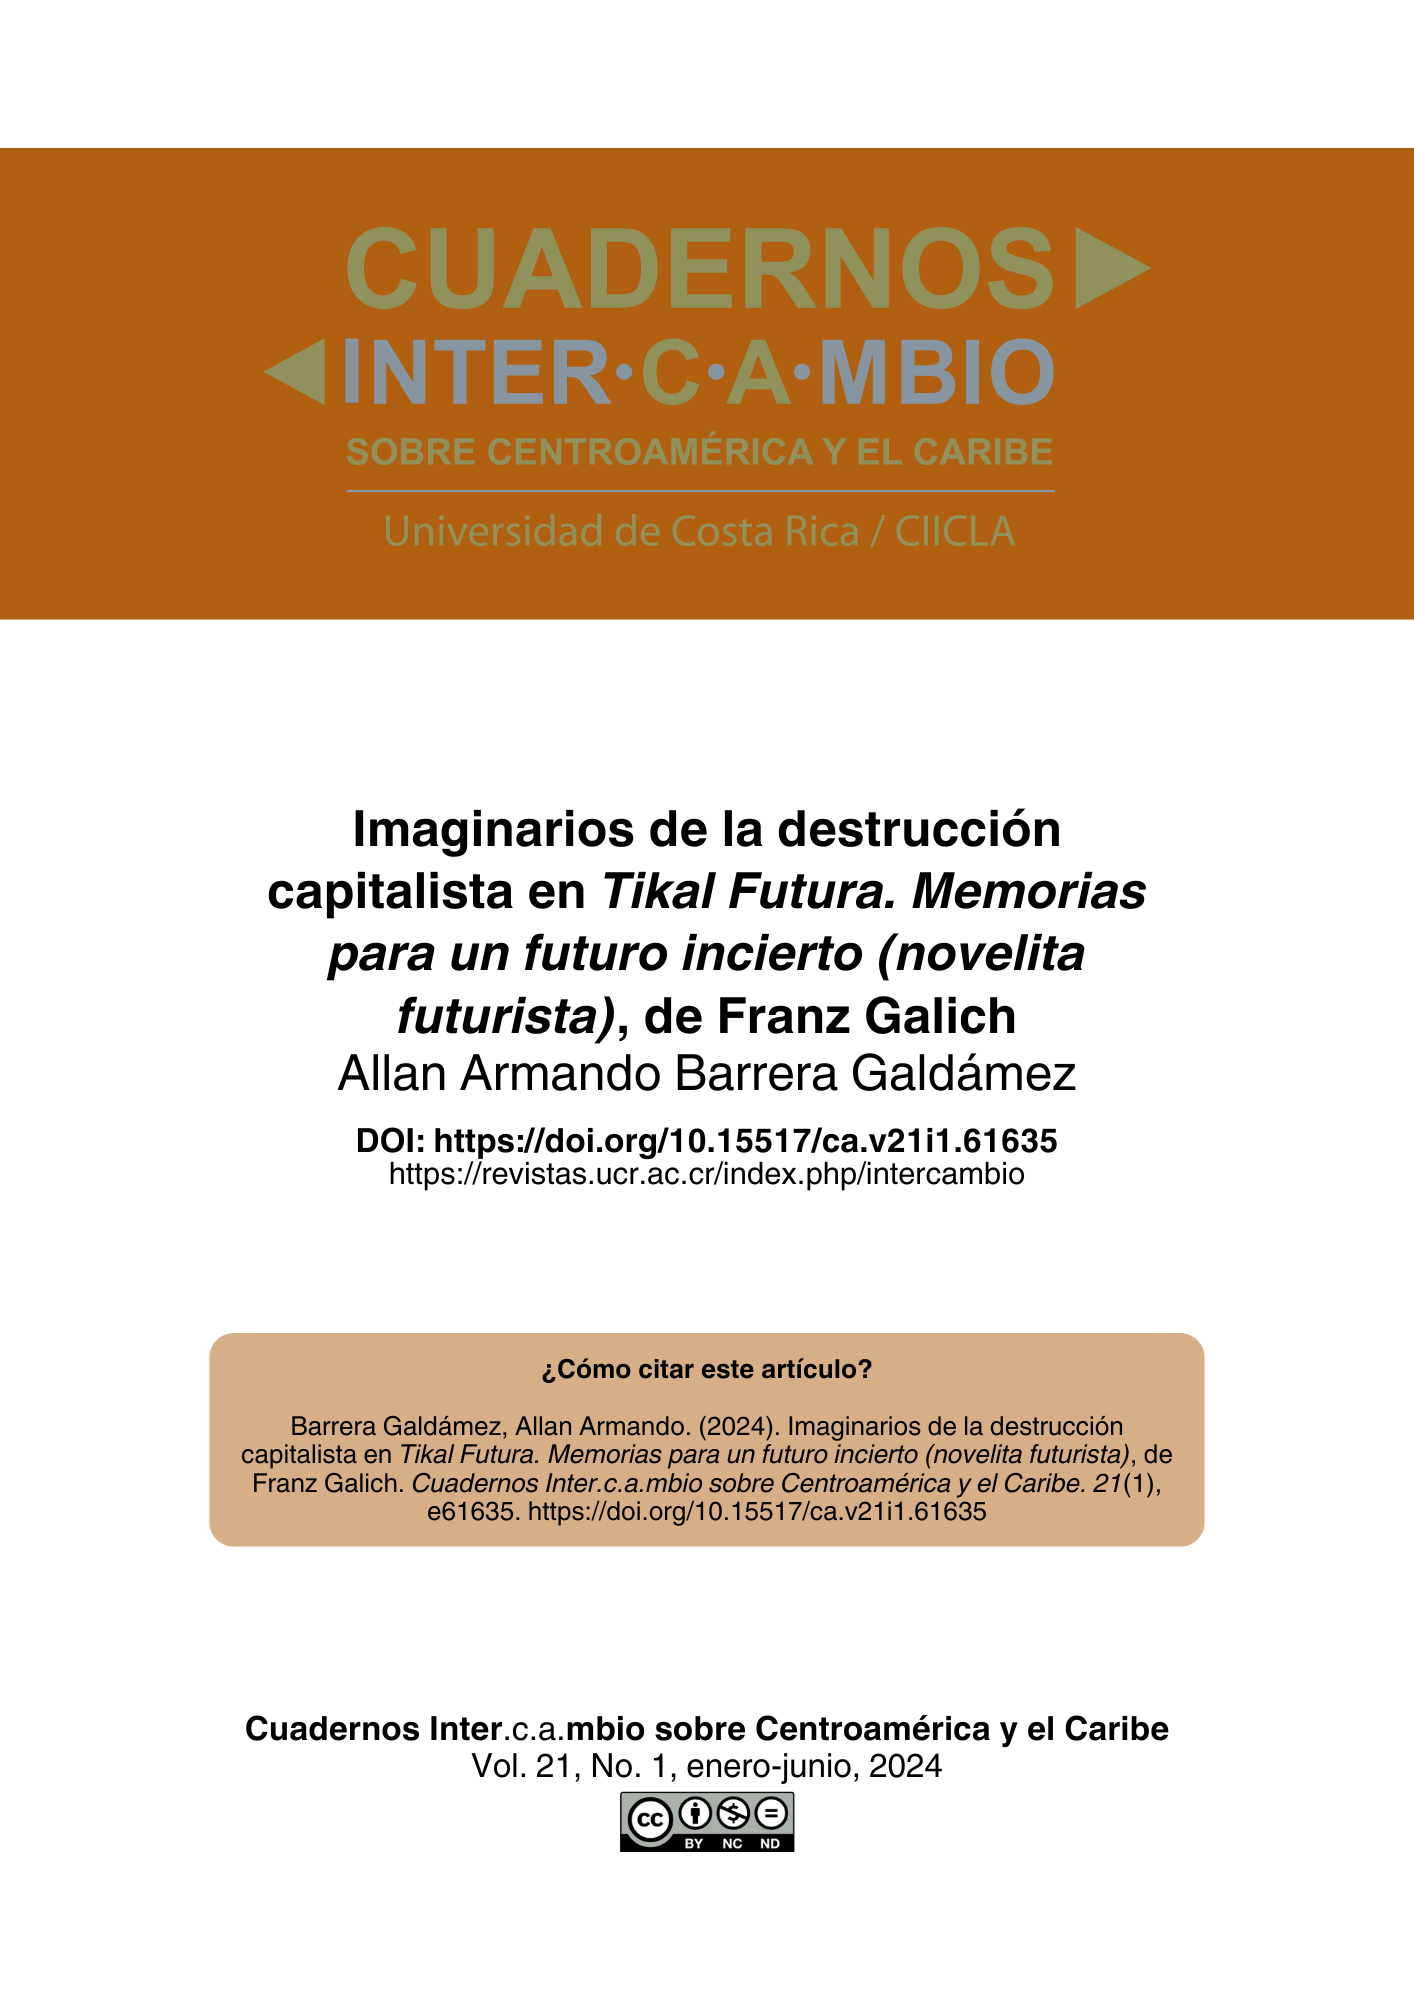 CUADERNOS
INTER·C·A·MBIO
SOBRE CENTROAMÉRICA Y EL CARIBE
Universidad de Costa Rica / CIICLA
Imaginarios de la destrucción
capitalista en Tikal Futura. Memorias
para un futuro incierto (novelita
futurista), de Franz Galich
Allan Armando Barrera Galdámez
DOI: https://doi.org/10.15517/ca.v21i1.61635
https://revistas.ucr.ac.cr/index.php/intercambio
¿Cómo citar este artículo?
Barrera Galdámez, Allan Armando. (2024). Imaginarios de la destrucción
capitalista en Tikal Futura. Memorias para un futuro incierto (novelita futurista), de
Franz Galich. Cuadernos Inter.c.a.mbio sobre Centroamérica y el Caribe. 21(1),
e61635. https://doi.org/10.15517/ca.v21i1.61635
Cuadernos Inter.c.a.mbio sobre Centroamérica y el Caribe
Vol. 21, No. 1, enero-junio, 2024
cc BY NC ND